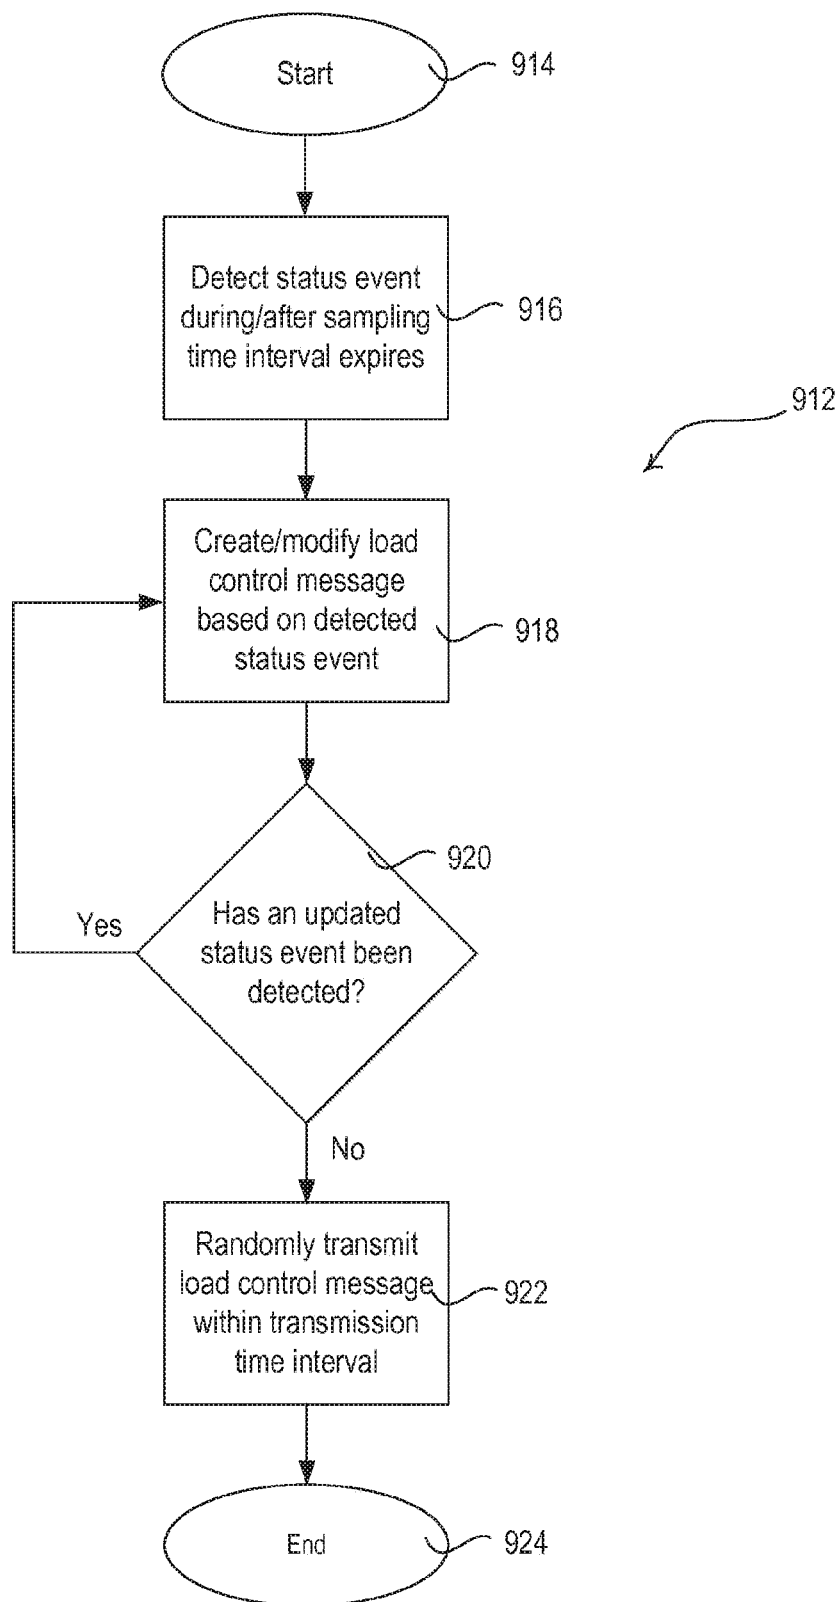 Start
914
Detect status event
during/after sampling
time interval expires
916
912
Create/modify load
control message
based on detected
status event
918
920
Yes
Has an updated
status event been
detected?
No
Randomly transmit
load control message
within transmission
time interval
922
End
924